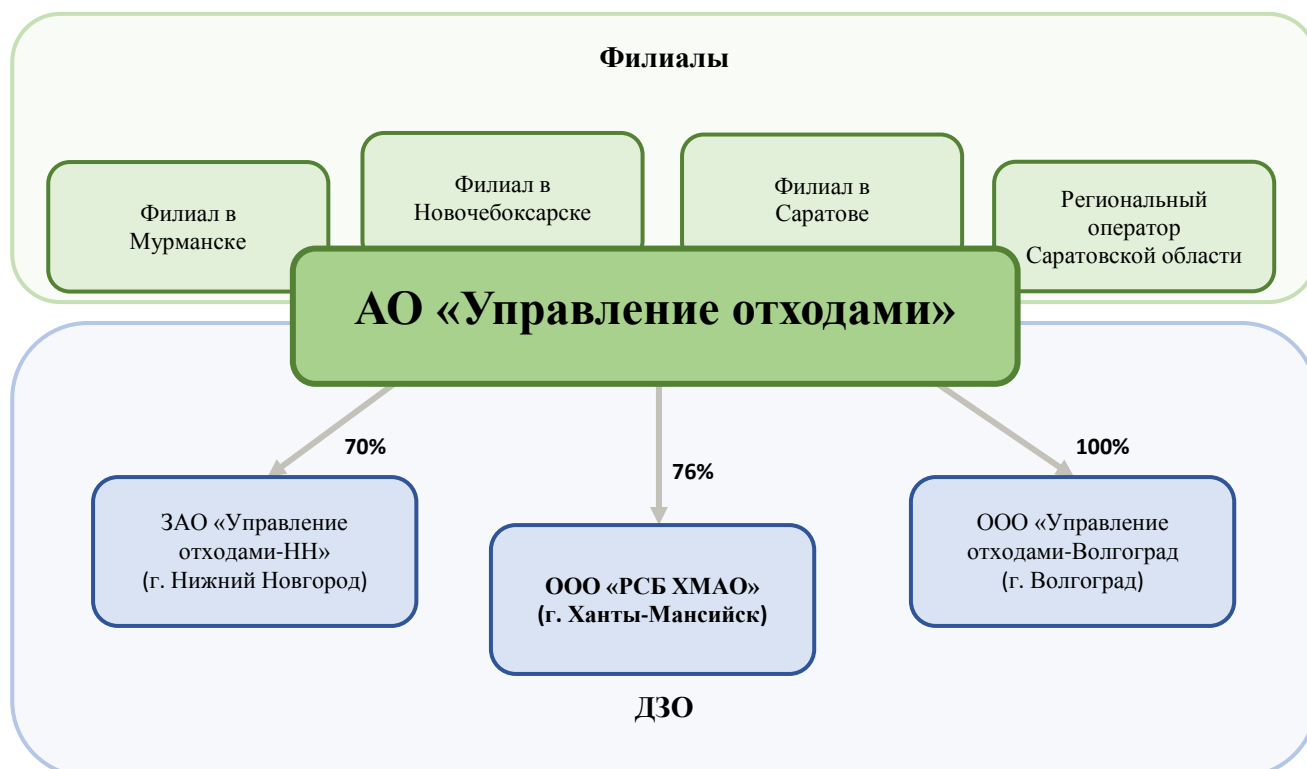 Филиалы
Филиал в
Мурманске
Филиал в
Новочебоксарске
Филиал в
Саратове
Региональный
оператор
Саратовской области
АО «Управление отходами»
70%
76%
100%
ЗАО «Управление
отходами-НН»
(г. Нижний Новгород)
ООО «РСБ ХМАО»
(г. Ханты-Мансийск)
ООО «Управление
отходами-Волгоград
(г. Волгоград)
ДЗО